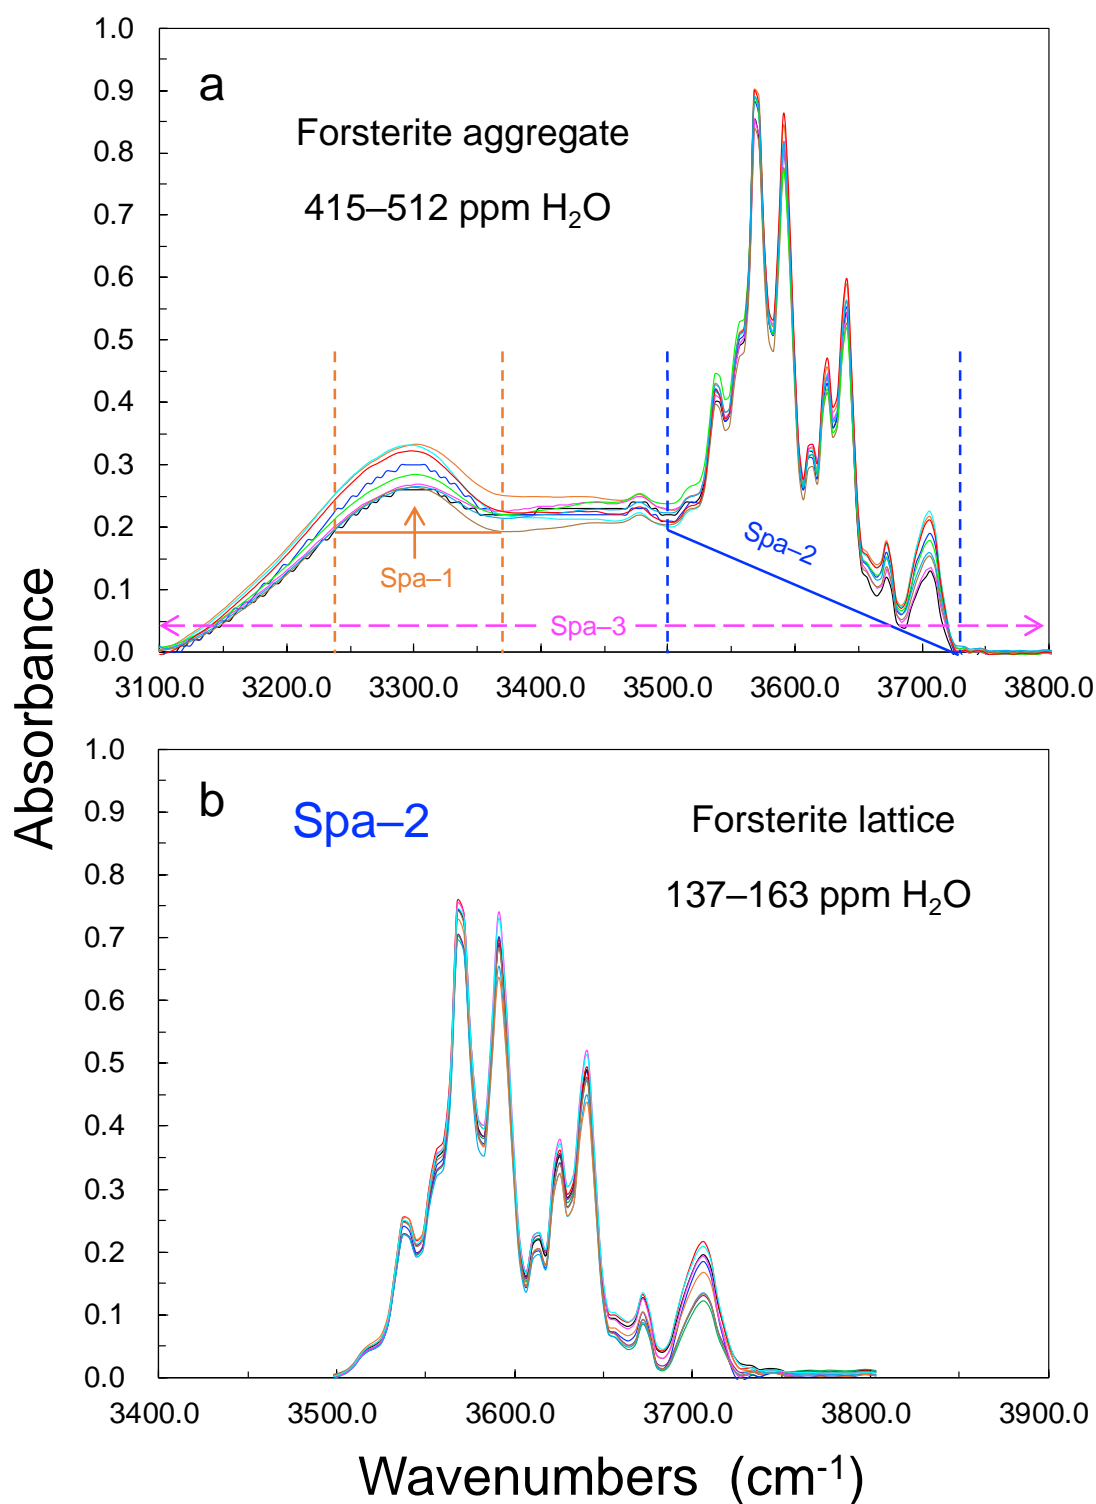 Absorbance
1.0
0.9
0.8
0.7
0.6
0.5
0.4
0.3
0.2
0.1
0.0
a
Forsterite aggregate
415–512 ppm H₂O
Spa–1
Spa–2
Spa–3
3100.0 3200.0 3300.0 3400.0 3500.0 3600.0 3700.0 3800.0
1.0
0.9
0.8
0.7
0.6
0.5
0.4
0.3
0.2
0.1
0.0
b
Spa–2
Forsterite lattice
137–163 ppm H₂O
3400.0 3500.0 3600.0 3700.0 3800.0 3900.0
Wavenumbers (cm⁻¹)